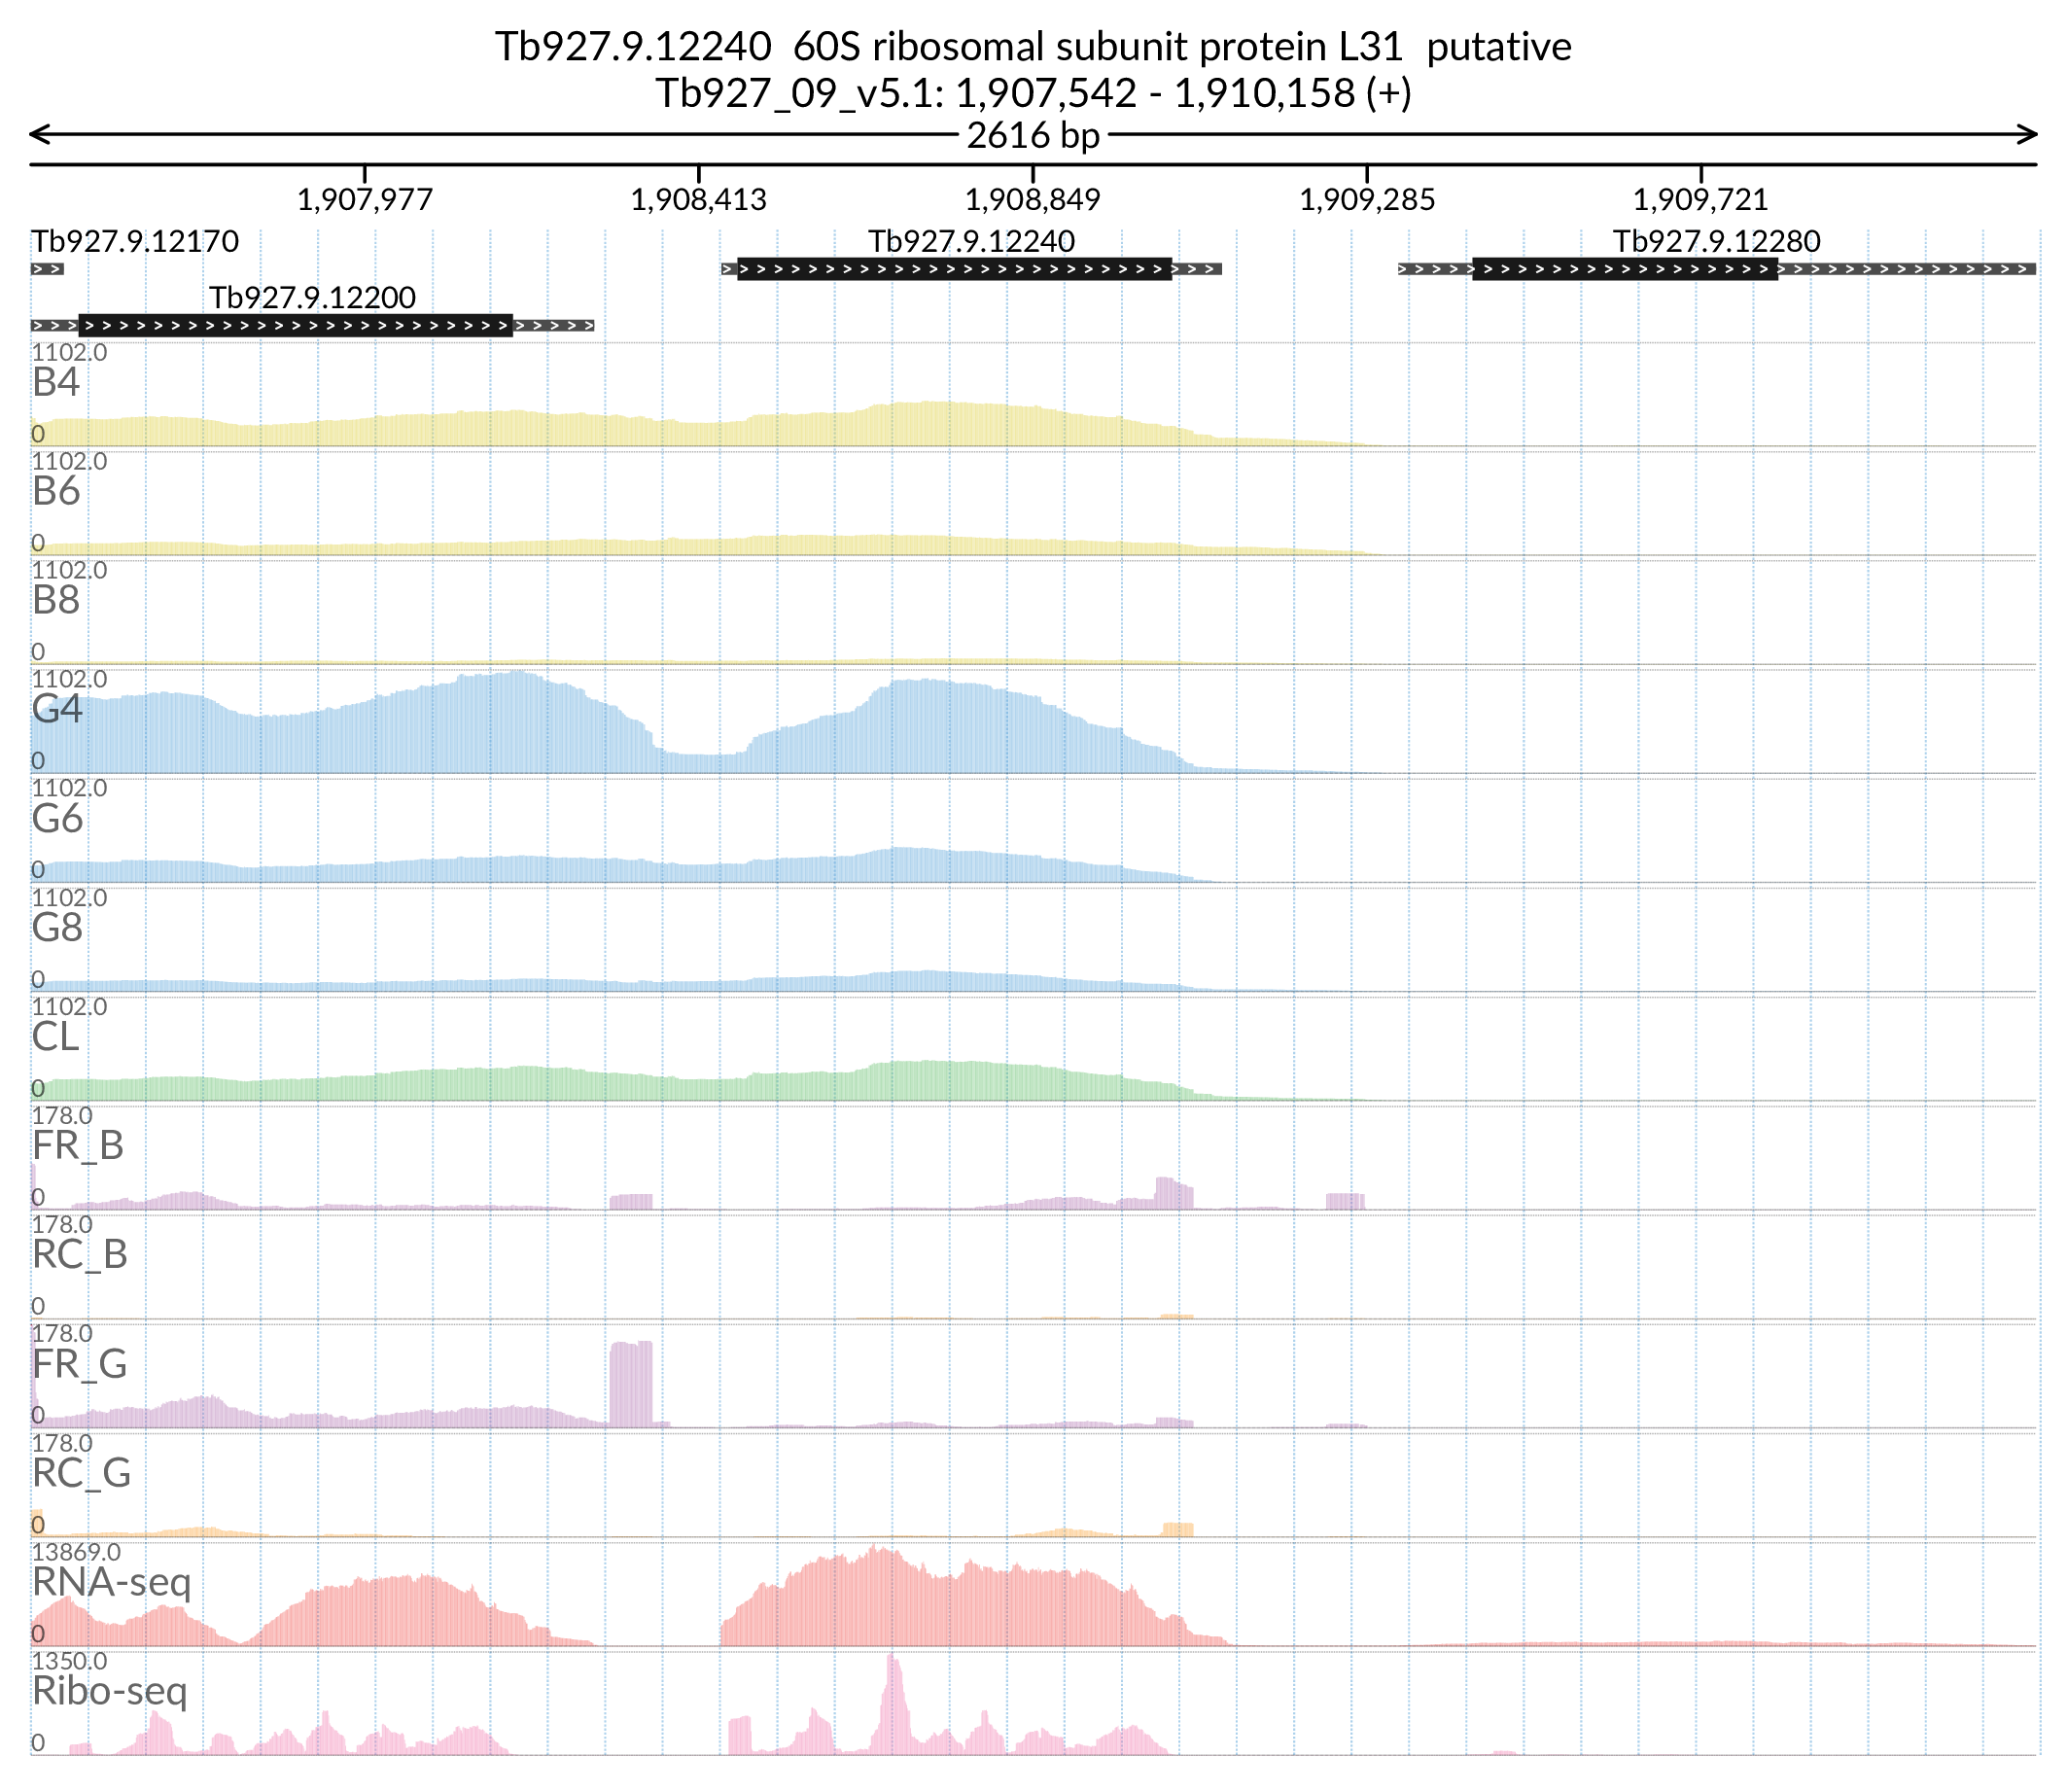 Tb927.9.12240  60S ribosomal subunit protein L31  putative
Tb927_09_v5.1: 1,907,542 - 1,910,158 (+)
2616 bp
1,907,977 1,908,413 1,908,849 1,909,285 1,909,721
Tb927.9.12170 Tb927.9.12240 Tb927.9.12280
Tb927.9.12200
1102.0
B4
0
1102.0
B6
0
1102.0
B8
0
1102.0
G4
0
1102.0
G6
0
1102.0
G8
0
1102.0
CL
0
178.0
FR_B
0
178.0
RC_B
0
178.0
FR_G
0
178.0
RC_G
0
13869.0
RNA-seq
0
1350.0
Ribo-seq
0